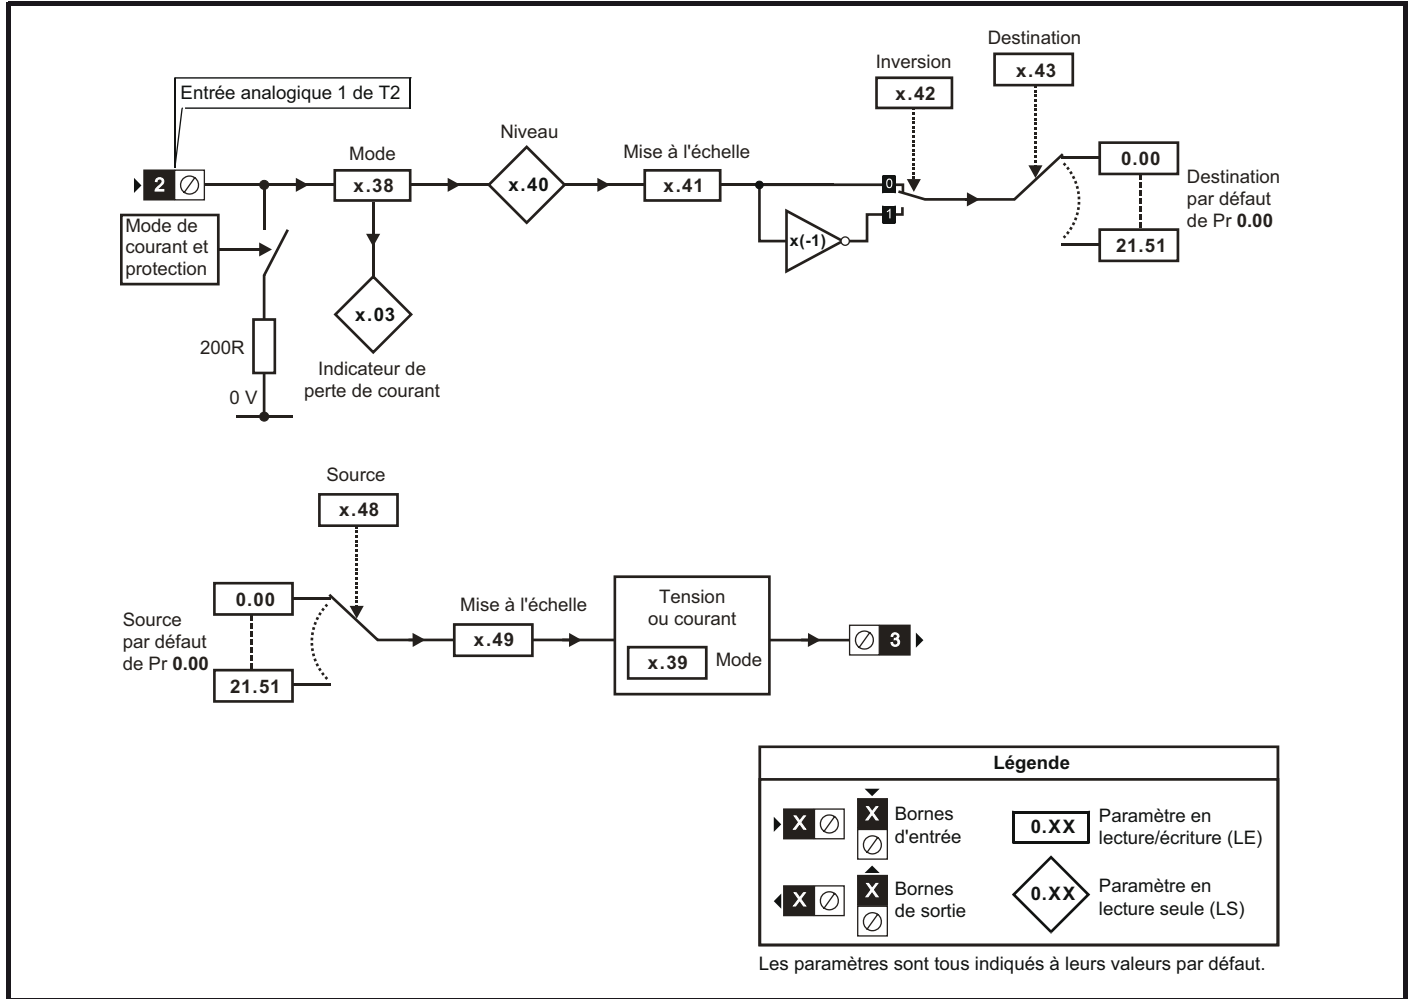 Destination
x.43
Inversion
x.42
Entrée analogique 1 de T2
Niveau
Mode
Mise à l'échelle
2
x.38
x.40
x.41
0
1
x(-1)
0.00
21.51
Destination
par défaut
de Pr 0.00
Mode de
courant et
protection
x.03
200R
Indicateur de
perte de courant
0 V
Source
x.48
0.00
Source
par défaut
de Pr 0.00
21.51
Mise à l'échelle
x.49
Tension
ou courant
x.39 Mode
3
Légende
X
X
Bornes
d'entrée
0.XX
Paramètre en
lecture/écriture (LE)
X
X
Bornes
de sortie
0.XX
Paramètre en
lecture seule (LS)
Les paramètres sont tous indiqués à leurs valeurs par défaut.